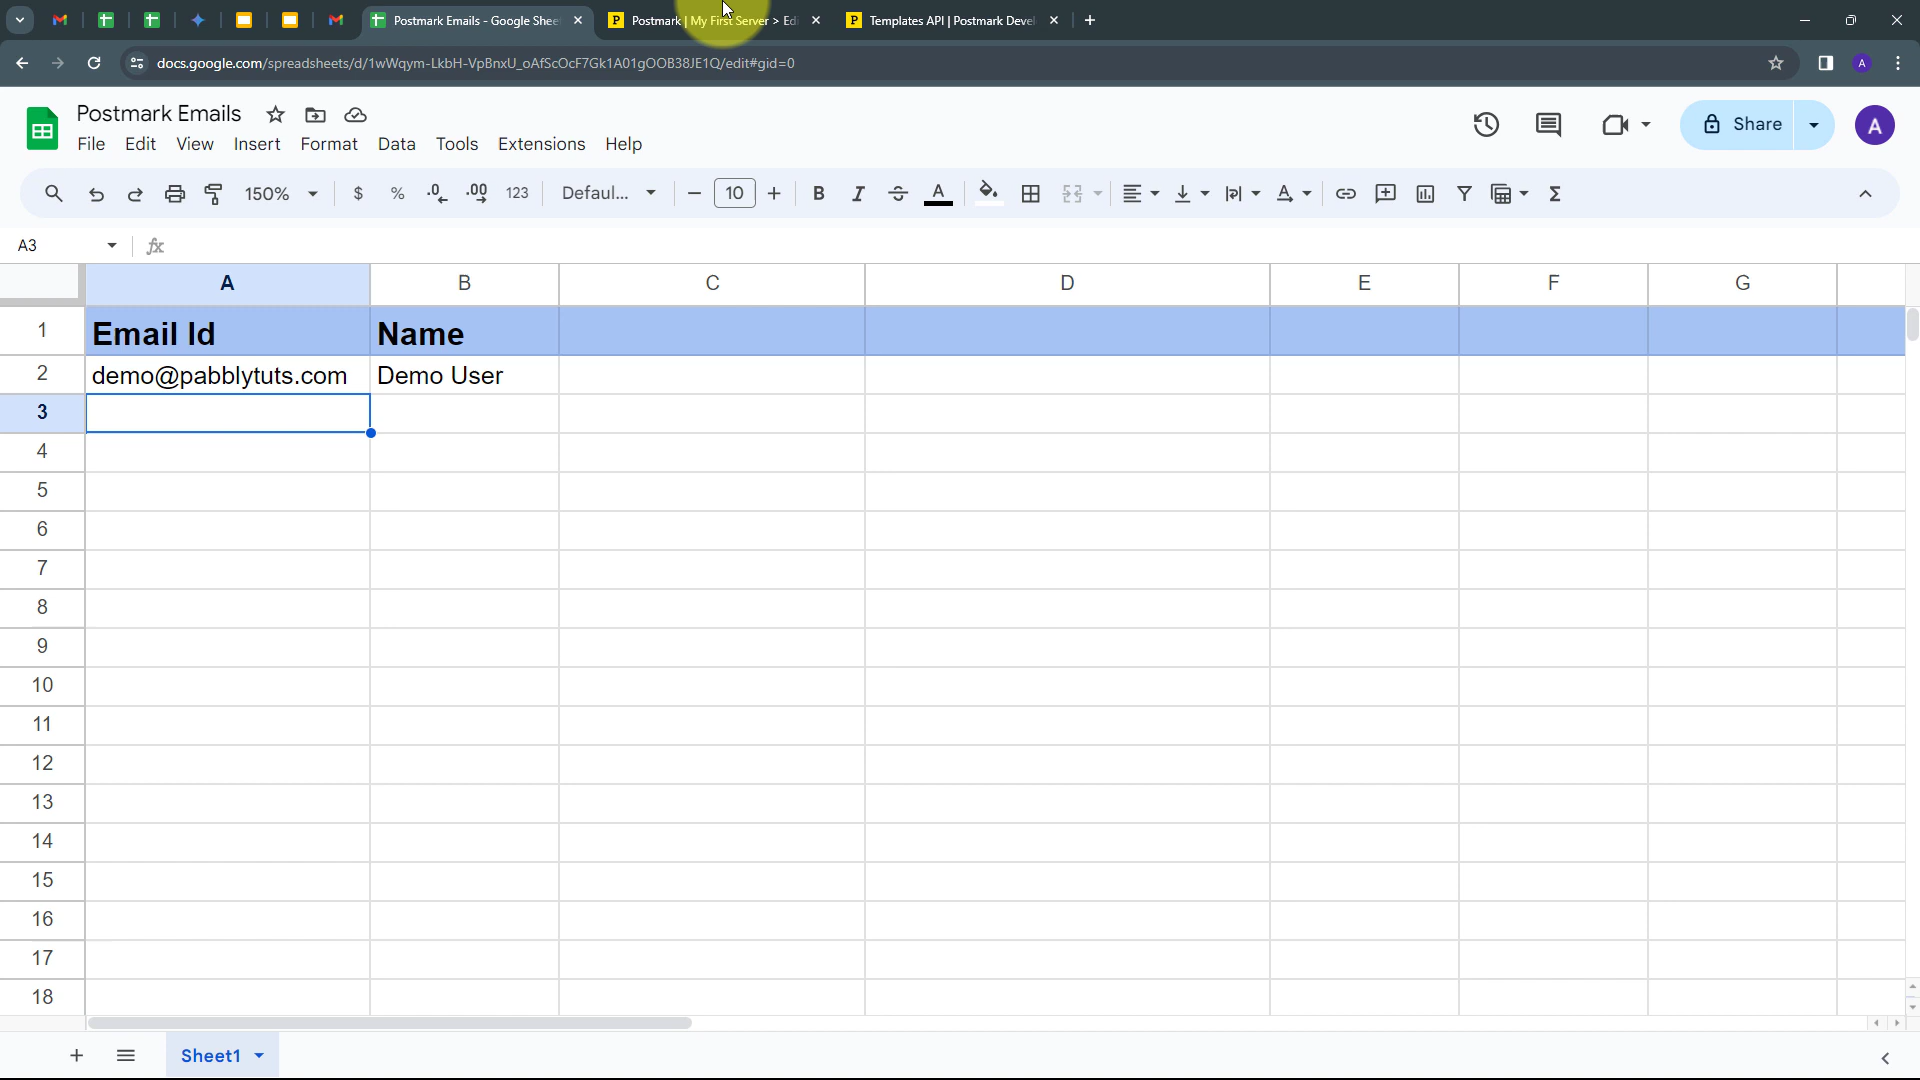 Postmark Emails - Google Shee
Postmark | My First Server > Edi
Templates API | Postmark Devel
docs.google.com/spreadsheets/d/1wWqym-LkbH-VpBnxU_oAfScOcF7Gk1A01gOOB38JE1Q/edit#gid=0
A
Postmark Emails
File Edit View Insert Format Data Tools Extensions Help
Share
A
150%
$ % .0 .00 123
Defaul...
10
B I A
A3
A B C D E F G
1 Email Id Name
2 demo@pabblytuts.com Demo User
3
4
5
6
7
8
9
10
11
12
13
14
15
16
17
18
Sheet1